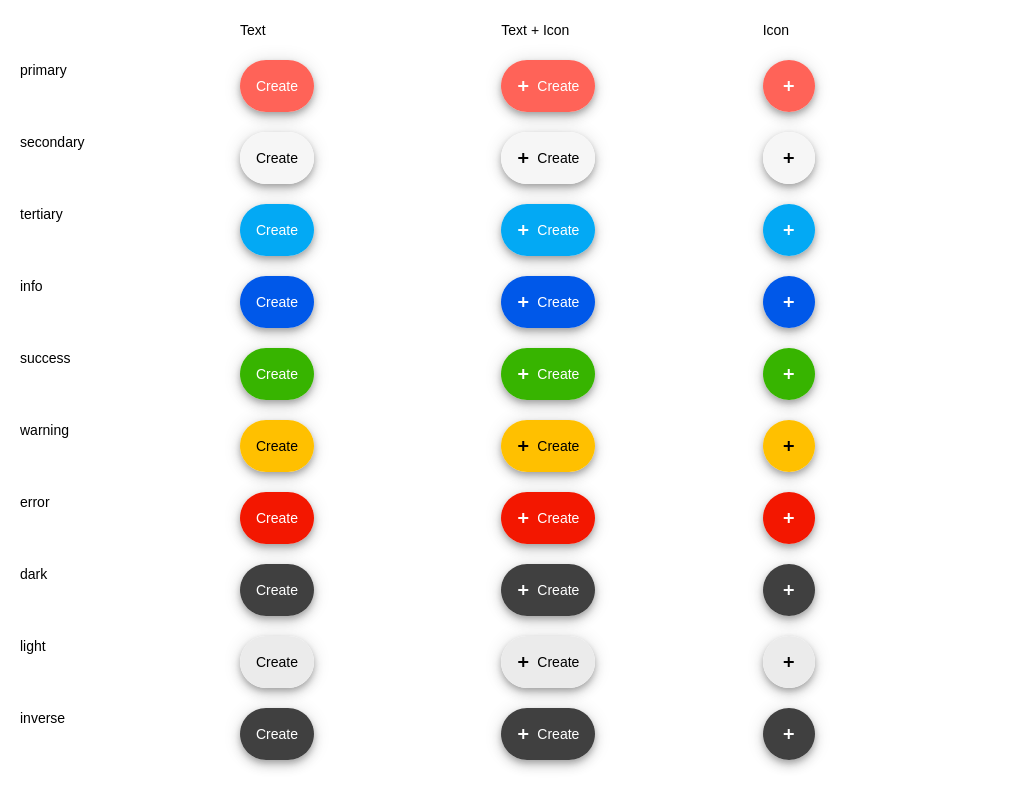 Text Text + Icon Icon
primary Create + Create +
secondary Create + Create +
tertiary Create + Create +
info Create + Create +
success Create + Create +
warning Create + Create +
error Create + Create +
dark Create + Create +
light Create + Create +
inverse Create + Create +